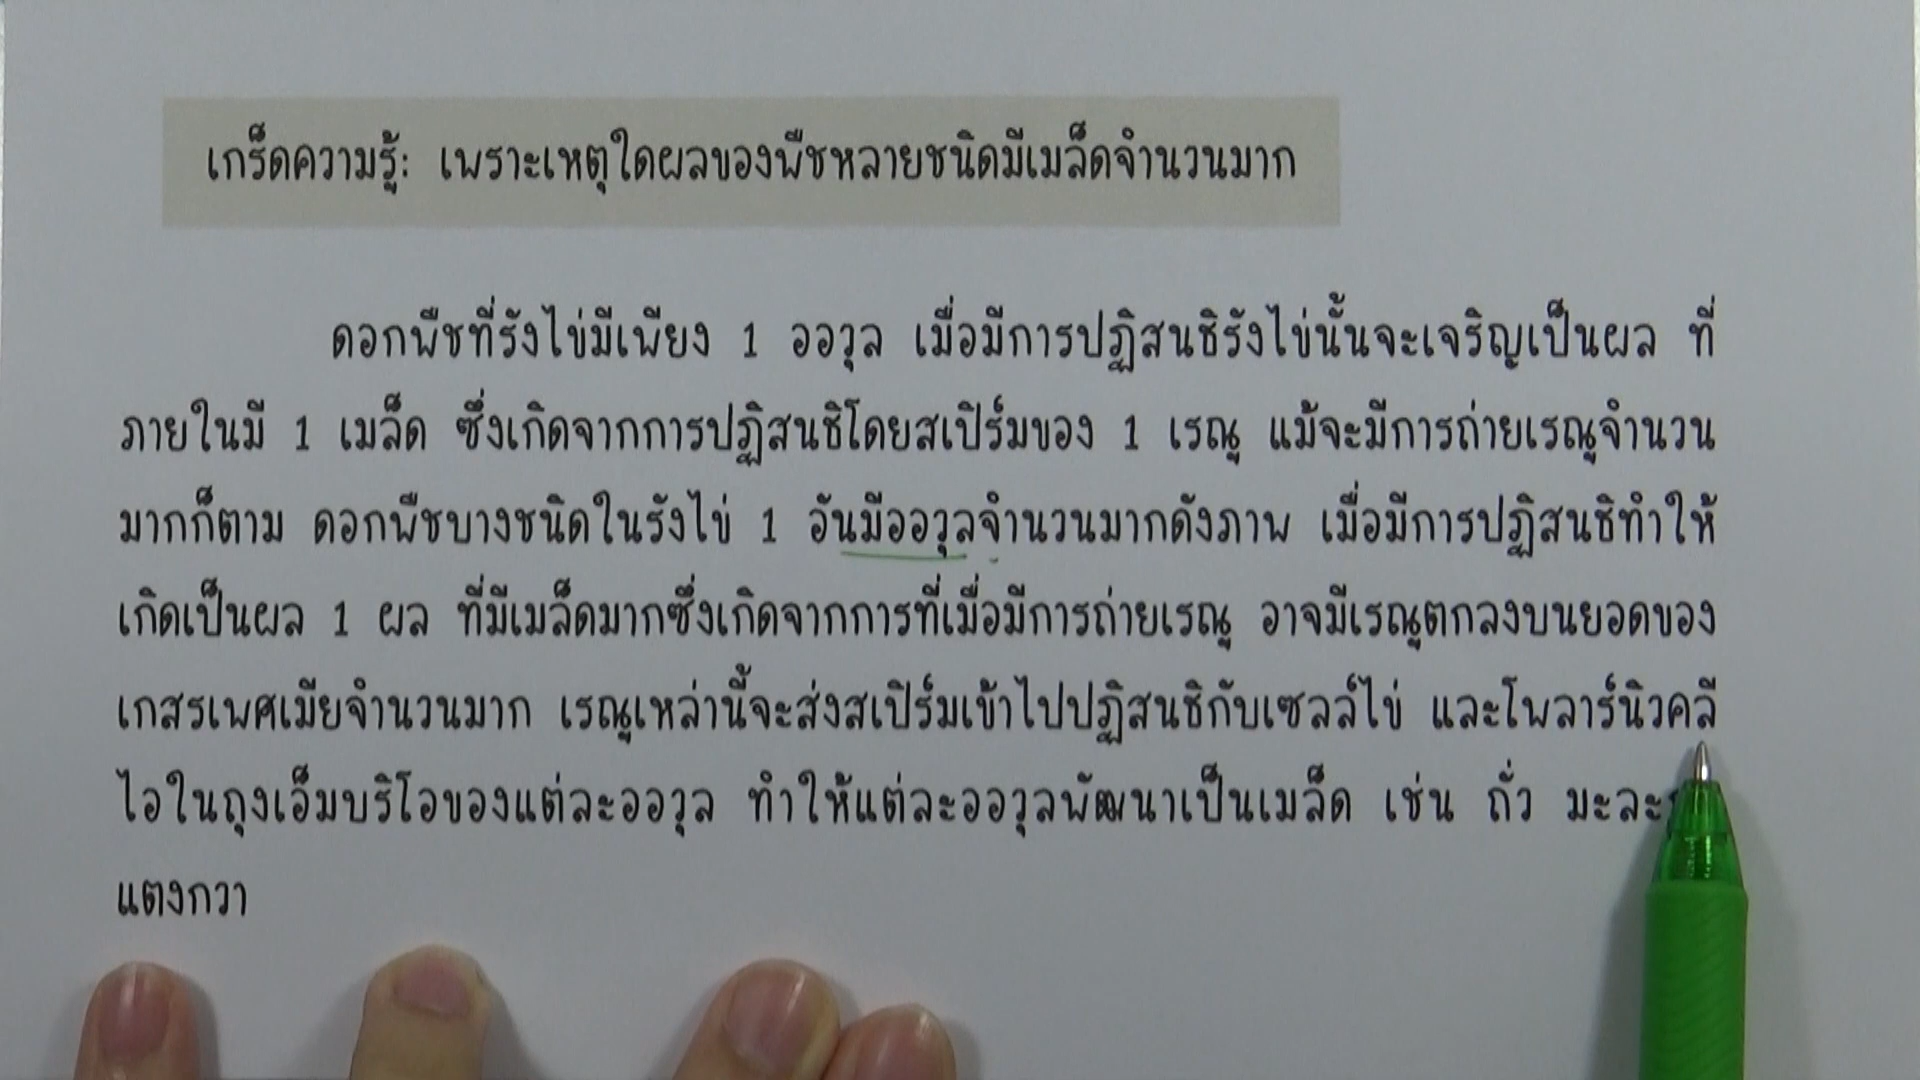 เกร็ดความรู้: เพราะเหตุใดผลของพืชหลายชนิดมีเมล็ดจำนวนมาก
ดอกพืชที่รังไข่มีเพียง 1 ออวุล เมื่อมีการปฏิสนธิรังไข่นั้นจะเจริญเป็นผล ที่
ภายในมี 1 เมล็ด ซึ่งเกิดจากการปฏิสนธิโดยสเปิร์มของ 1 เรณู แม้จะมีการถ่ายเรณูจำนวน
มากก็ตาม ดอกพืชบางชนิดในรังไข่ 1 อันมีออวุลจำนวนมากดังภาพ เมื่อมีการปฏิสนธิทำให้
เกิดเป็นผล 1 ผล ที่มีเมล็ดมากซึ่งเกิดจากการที่เมื่อมีการถ่ายเรณู อาจมีเรณูตกลงบนยอดของ
เกสรเพศเมียจำนวนมาก เรณูเหล่านี้จะส่งสเปิร์มเข้าไปปฏิสนธิกับเซลล์ไข่ และโพลาร์นิวคลี
ไอในถุงเอ็มบริโอของแต่ละออวุล ทำให้แต่ละออวุลพัฒนาเป็นเมล็ด เช่น ถั่ว
แตงกวา